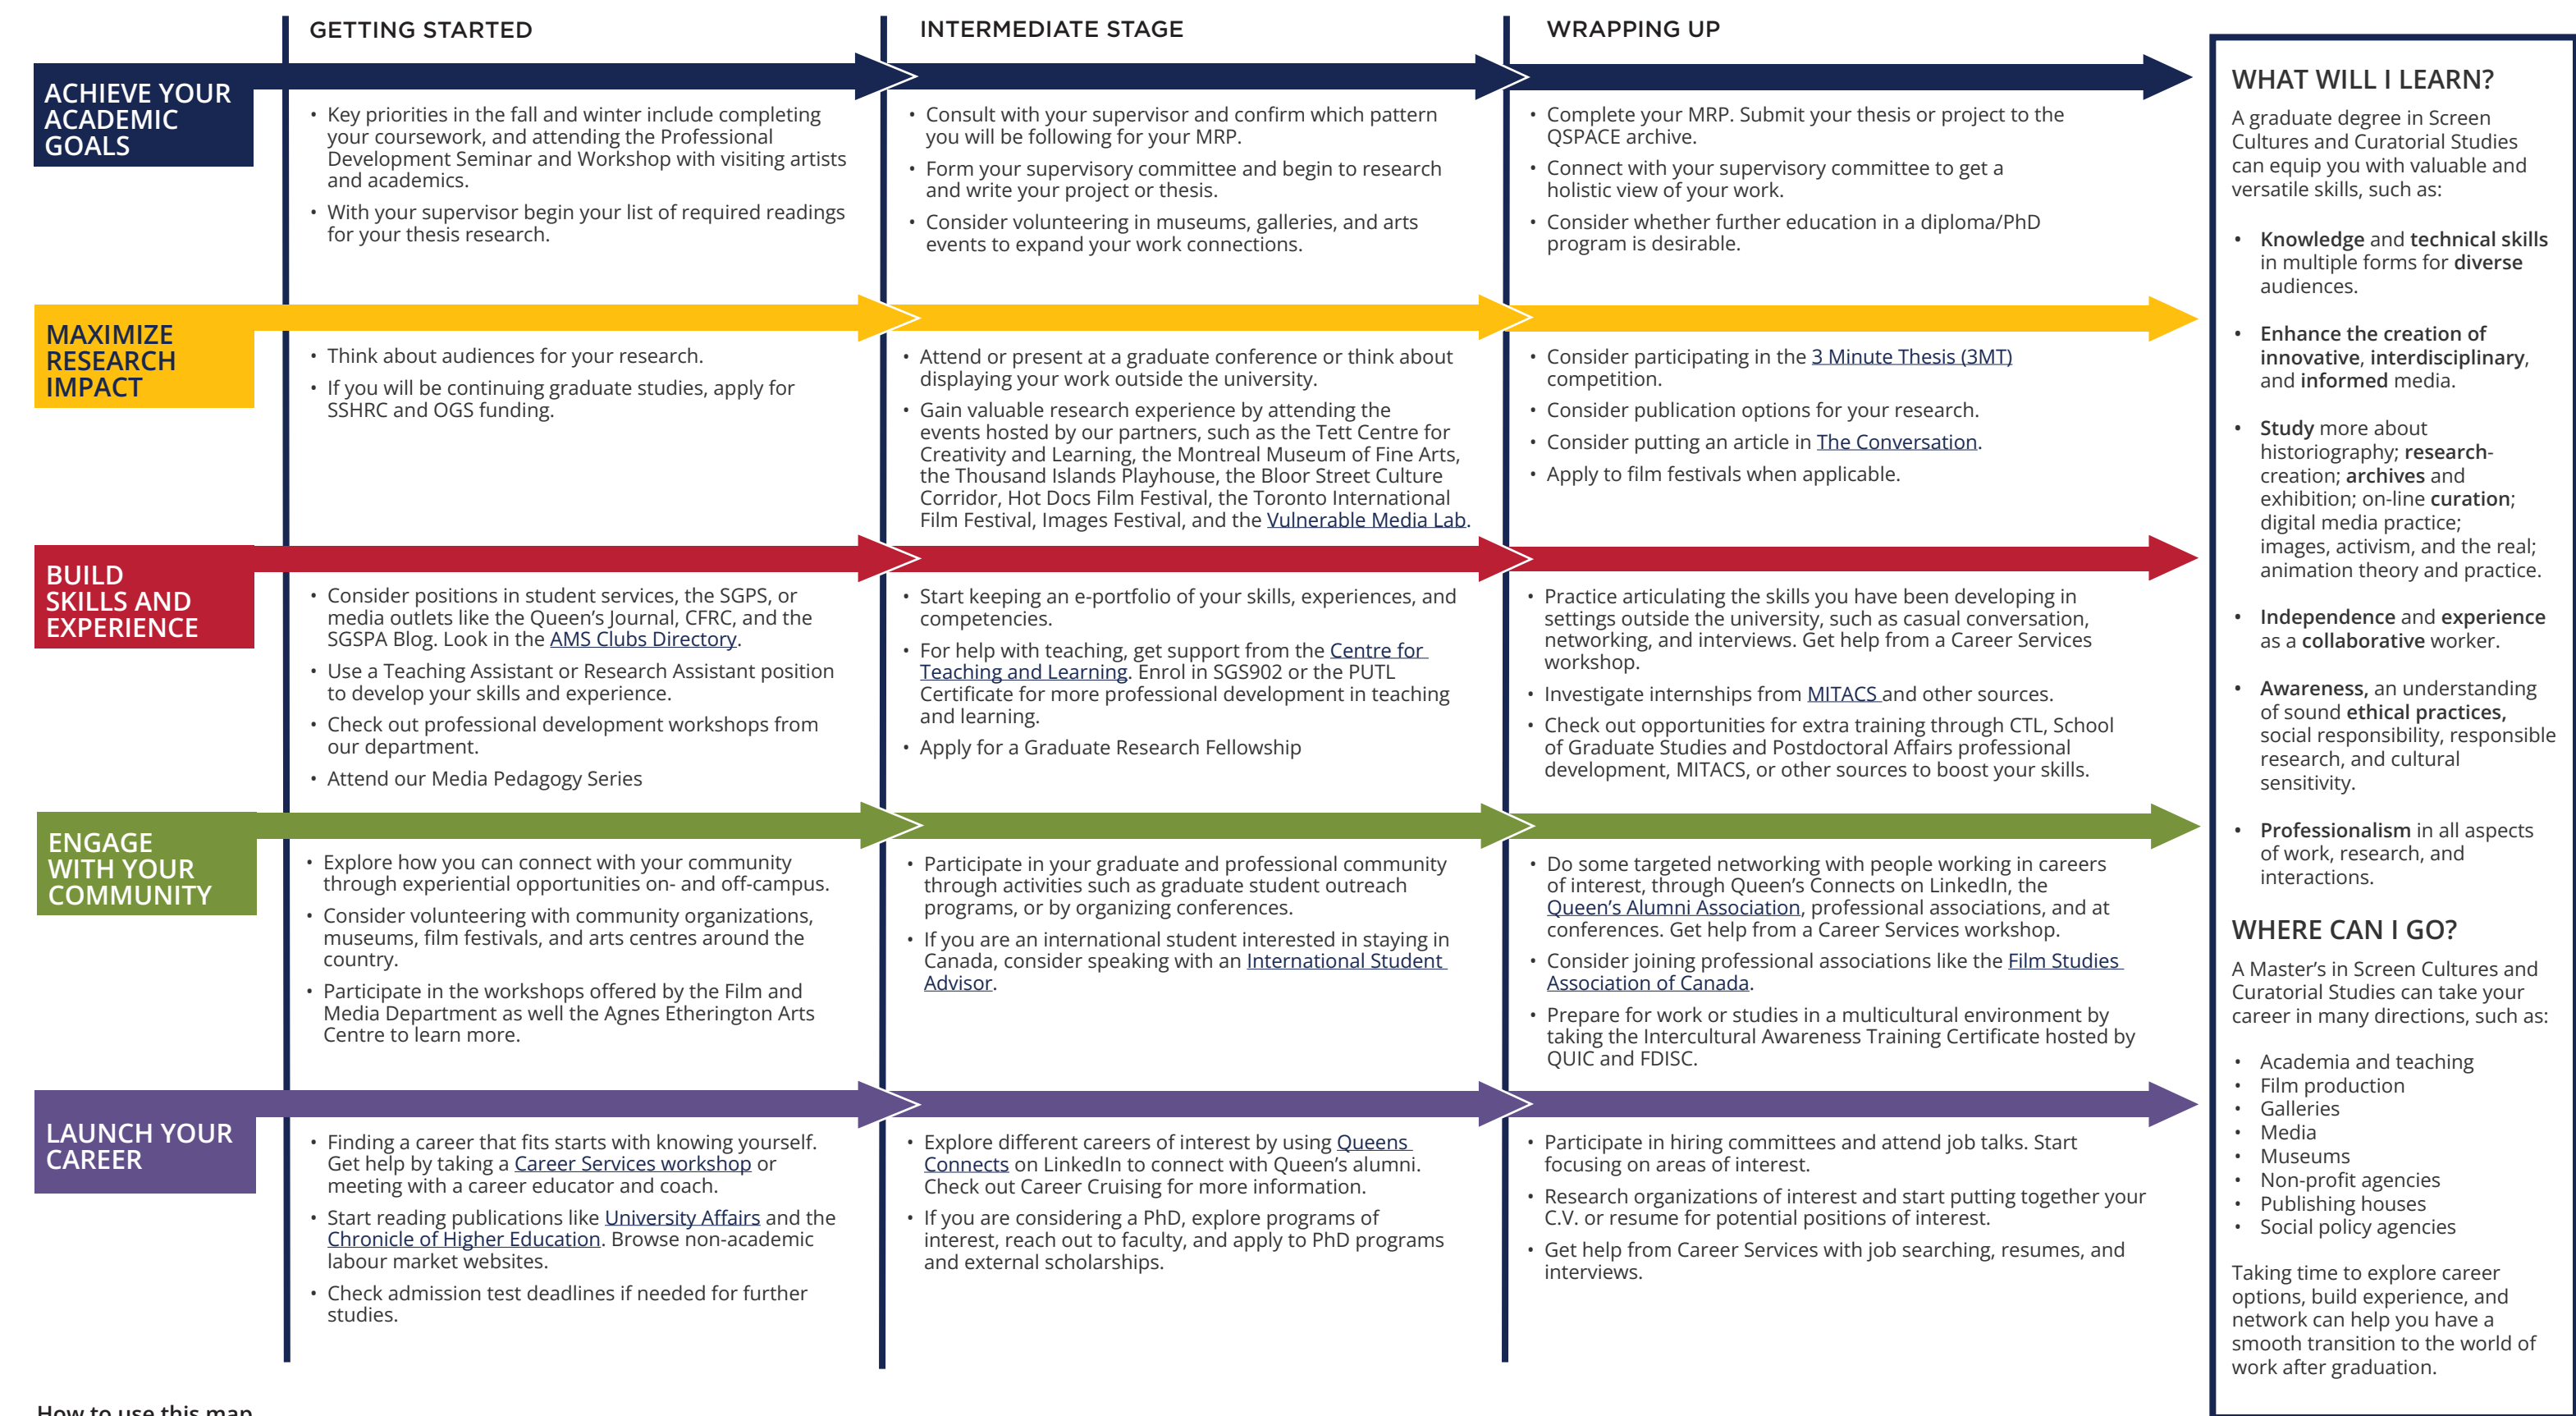 GETTING STARTED
INTERMEDIATE STAGE
WRAPPING UP
ACHIEVE YOUR
ACADEMIC
GOALS
• Key priorities in the fall and winter include completing
your coursework, and attending the Professional
Development Seminar and Workshop with visiting artists
and academics.
• With your supervisor begin your list of required readings
for your thesis research.
• Consult with your supervisor and confirm which pattern
you will be following for your MRP.
• Form your supervisory committee and begin to research
and write your project or thesis.
• Consider volunteering in museums, galleries, and arts
events to expand your work connections.
• Complete your MRP. Submit your thesis or project to the
QSPACE archive.
• Connect with your supervisory committee to get a
holistic view of your work.
• Consider whether further education in a diploma/PhD
program is desirable.
MAXIMIZE
RESEARCH
IMPACT
• Think about audiences for your research.
• If you will be continuing graduate studies, apply for
SSHRC and OGS funding.
• Attend or present at a graduate conference or think about
displaying your work outside the university.
• Gain valuable research experience by attending the
events hosted by our partners, such as the Tett Centre for
Creativity and Learning, the Montreal Museum of Fine Arts,
the Thousand Islands Playhouse, the Bloor Street Culture
Corridor, Hot Docs Film Festival, the Toronto International
Film Festival, Images Festival, and the Vulnerable Media Lab.
• Consider participating in the 3 Minute Thesis (3MT)
competition.
• Consider publication options for your research.
• Consider putting an article in The Conversation.
• Apply to film festivals when applicable.
BUILD
SKILLS AND
EXPERIENCE
• Consider positions in student services, the SGPS, or
media outlets like the Queen’s Journal, CFRC, and the
SGSPA Blog. Look in the AMS Clubs Directory.
• Use a Teaching Assistant or Research Assistant position
to develop your skills and experience.
• Check out professional development workshops from
our department.
• Attend our Media Pedagogy Series
• Start keeping an e-portfolio of your skills, experiences, and
competencies.
• For help with teaching, get support from the Centre for
Teaching and Learning. Enrol in SGS902 or the PUTL
Certificate for more professional development in teaching
and learning.
• Apply for a Graduate Research Fellowship
• Practice articulating the skills you have been developing in
settings outside the university, such as casual conversation,
networking, and interviews. Get help from a Career Services
workshop.
• Investigate internships from MITACS and other sources.
• Check out opportunities for extra training through CTL, School
of Graduate Studies and Postdoctoral Affairs professional
development, MITACS, or other sources to boost your skills.
ENGAGE
WITH YOUR
COMMUNITY
• Explore how you can connect with your community
through experiential opportunities on- and off-campus.
• Consider volunteering with community organizations,
museums, film festivals, and arts centres around the
country.
• Participate in the workshops offered by the Film and
Media Department as well the Agnes Etherington Arts
Centre to learn more.
• Participate in your graduate and professional community
through activities such as graduate student outreach
programs, or by organizing conferences.
• If you are an international student interested in staying in
Canada, consider speaking with an International Student
Advisor.
• Do some targeted networking with people working in careers
of interest, through Queen’s Connects on LinkedIn, the
Queen’s Alumni Association, professional associations, and at
conferences. Get help from a Career Services workshop.
• Consider joining professional associations like the Film Studies
Association of Canada.
• Prepare for work or studies in a multicultural environment by
taking the Intercultural Awareness Training Certificate hosted by
QUIC and FDISC.
LAUNCH YOUR
CAREER
• Finding a career that fits starts with knowing yourself.
Get help by taking a Career Services workshop or
meeting with a career educator and coach.
• Start reading publications like University Affairs and the
Chronicle of Higher Education. Browse non-academic
labour market websites.
• Check admission test deadlines if needed for further
studies.
• Explore different careers of interest by using Queens
Connects on LinkedIn to connect with Queen’s alumni.
Check out Career Cruising for more information.
• If you are considering a PhD, explore programs of
interest, reach out to faculty, and apply to PhD programs
and external scholarships.
• Participate in hiring committees and attend job talks. Start
focusing on areas of interest.
• Research organizations of interest and start putting together your
C.V. or resume for potential positions of interest.
• Get help from Career Services with job searching, resumes, and
interviews.
WHAT WILL I LEARN?
A graduate degree in Screen
Cultures and Curatorial Studies
can equip you with valuable and
versatile skills, such as:
• Knowledge and technical skills
in multiple forms for diverse
audiences.
• Enhance the creation of
innovative, interdisciplinary,
and informed media.
• Study more about
historiography; research-
creation; archives and
exhibition; on-line curation;
digital media practice;
images, activism, and the real;
animation theory and practice.
• Independence and experience
as a collaborative worker.
• Awareness, an understanding
of sound ethical practices,
social responsibility, responsible
research, and cultural
sensitivity.
• Professionalism in all aspects
of work, research, and
interactions.
WHERE CAN I GO?
A Master’s in Screen Cultures and
Curatorial Studies can take your
career in many directions, such as:
• Academia and teaching
• Film production
• Galleries
• Media
• Museums
• Non-profit agencies
• Publishing houses
• Social policy agencies
Taking time to explore career
options, build experience, and
network can help you have a
smooth transition to the world of
work after graduation.
How to use this map